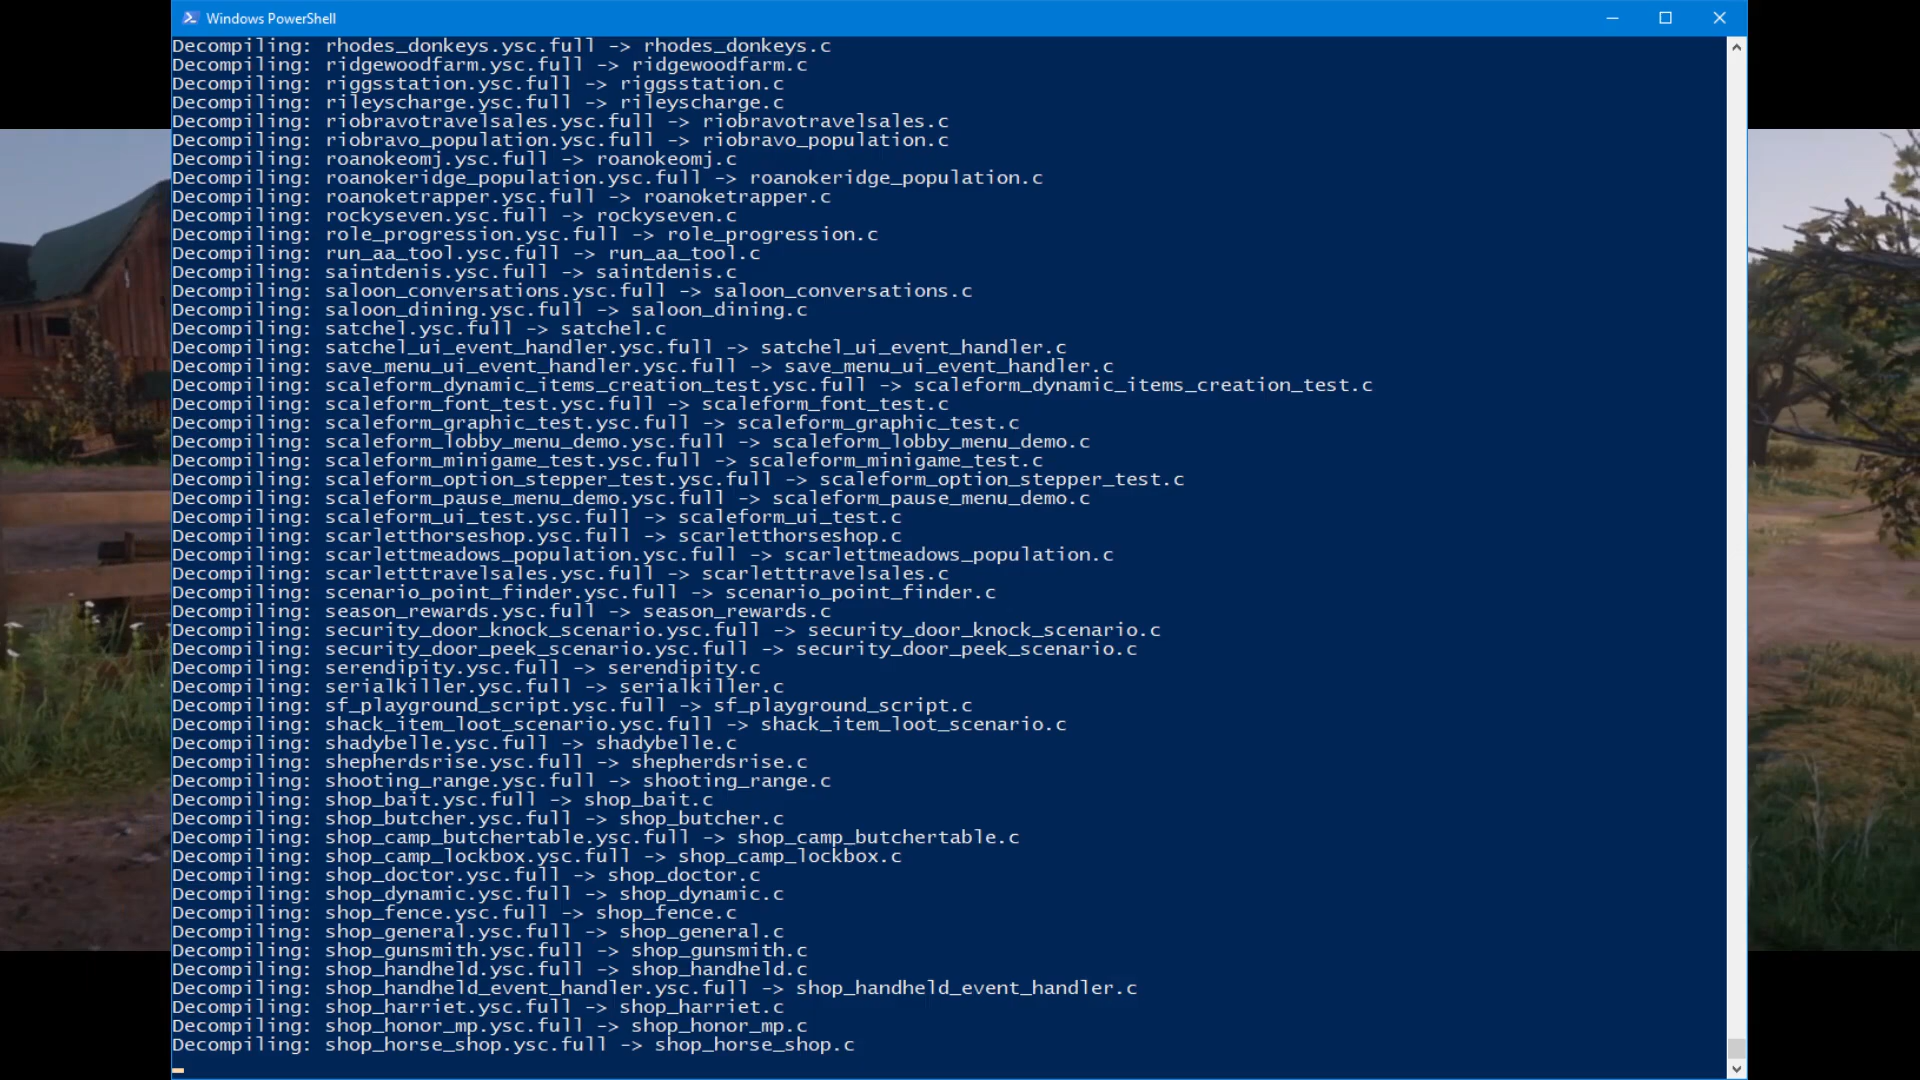 Windows PowerShell
Decompiling: rhodes_donkeys.ysc.full -> rhodes_donkeys.c
Decompiling: ridgewoodfarm.ysc.full -> ridgewoodfarm.c
Decompiling: riggsstation.ysc.full -> riggsstation.c
Decompiling: rileyscharge.ysc.full -> rileyscharge.c
Decompiling: riobravotravelsales.ysc.full -> riobravotravelsales.c
Decompiling: riobravo_population.ysc.full -> riobravo_population.c
Decompiling: roanokeomj.ysc.full -> roanokeomj.c
Decompiling: roanokeridge_population.ysc.full -> roanokeridge_population.c
Decompiling: roanoketrapper.ysc.full -> roanoketrapper.c
Decompiling: rockyseven.ysc.full -> rockyseven.c
Decompiling: role_progression.ysc.full -> role_progression.c
Decompiling: run_aa_tool.ysc.full -> run_aa_tool.c
Decompiling: saintdenis.ysc.full -> saintdenis.c
Decompiling: saloon_conversations.ysc.full -> saloon_conversations.c
Decompiling: saloon_dining.ysc.full -> saloon_dining.c
Decompiling: satchel.ysc.full -> satchel.c
Decompiling: satchel_ui_event_handler.ysc.full -> satchel_ui_event_handler.c
Decompiling: save_menu_ui_event_handler.ysc.full -> save_menu_ui_event_handler.c
Decompiling: scaleform_dynamic_items_creation_test.ysc.full -> scaleform_dynamic_items_creation_test.c
Decompiling: scaleform_font_test.ysc.full -> scaleform_font_test.c
Decompiling: scaleform_graphic_test.ysc.full -> scaleform_graphic_test.c
Decompiling: scaleform_lobby_menu_demo.ysc.full -> scaleform_lobby_menu_demo.c
Decompiling: scaleform_minigame_test.ysc.full -> scaleform_minigame_test.c
Decompiling: scaleform_option_stepper_test.ysc.full -> scaleform_option_stepper_test.c
Decompiling: scaleform_pause_menu_demo.ysc.full -> scaleform_pause_menu_demo.c
Decompiling: scaleform_ui_test.ysc.full -> scaleform_ui_test.c
Decompiling: scarletthorseshop.ysc.full -> scarletthorseshop.c
Decompiling: scarlettmeadows_population.ysc.full -> scarlettmeadows_population.c
Decompiling: scarletttravelsales.ysc.full -> scarletttravelsales.c
Decompiling: scenario_point_finder.ysc.full -> scenario_point_finder.c
Decompiling: season_rewards.ysc.full -> season_rewards.c
Decompiling: security_door_knock_scenario.ysc.full -> security_door_knock_scenario.c
Decompiling: security_door_peek_scenario.ysc.full -> security_door_peek_scenario.c
Decompiling: serendipity.ysc.full -> serendipity.c
Decompiling: serialkiller.ysc.full -> serialkiller.c
Decompiling: sf_playground_script.ysc.full -> sf_playground_script.c
Decompiling: shack_item_loot_scenario.ysc.full -> shack_item_loot_scenario.c
Decompiling: shadybelle.ysc.full -> shadybelle.c
Decompiling: shepherdsrise.ysc.full -> shepherdsrise.c
Decompiling: shooting_range.ysc.full -> shooting_range.c
Decompiling: shop_bait.ysc.full -> shop_bait.c
Decompiling: shop_butcher.ysc.full -> shop_butcher.c
Decompiling: shop_camp_butchertable.ysc.full -> shop_camp_butchertable.c
Decompiling: shop_camp_lockbox.ysc.full -> shop_camp_lockbox.c
Decompiling: shop_doctor.ysc.full -> shop_doctor.c
Decompiling: shop_dynamic.ysc.full -> shop_dynamic.c
Decompiling: shop_fence.ysc.full -> shop_fence.c
Decompiling: shop_general.ysc.full -> shop_general.c
Decompiling: shop_gunsmith.ysc.full -> shop_gunsmith.c
Decompiling: shop_handheld.ysc.full -> shop_handheld.c
Decompiling: shop_handheld_event_handler.ysc.full -> shop_handheld_event_handler.c
Decompiling: shop_harriet.ysc.full -> shop_harriet.c
Decompiling: shop_honor_mp.ysc.full -> shop_honor_mp.c
Decompiling: shop_horse_shop.ysc.full -> shop_horse_shop.c